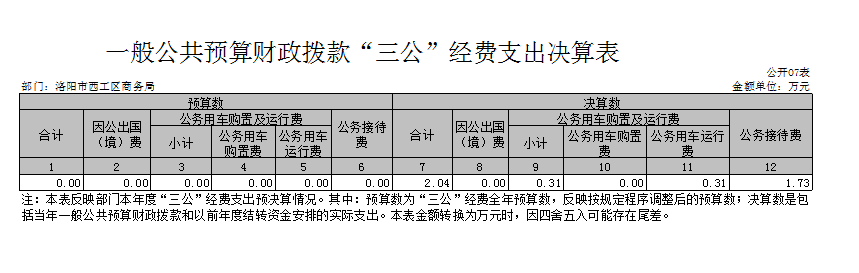 一般公共预算财政拨款“三公”经费支出决算表
公开07表
部门：洛阳市西工区商务局 金额单位：万元
预算数 决算数
合计 因公出国（境）费 公务用车购置及运行费 公务接待费 合计 因公出国（境）费 公务用车购置及运行费 公务接待费
小计 公务用车购置费 公务用车运行费 小计 公务用车购置费 公务用车运行费
1 2 3 4 5 6 7 8 9 10 11 12
0.00 0.00 0.00 0.00 0.00 0.00 2.04 0.00 0.31 0.00 0.31 1.73
注：本表反映部门本年度“三公”经费支出预决算情况。其中：预算数为“三公”经费全年预算数，反映按规定程序调整后的预算数；决算数是包
括当年一般公共预算财政拨款和以前年度结转资金安排的实际支出。本表金额转换为万元时，因四舍五入可能存在尾差。